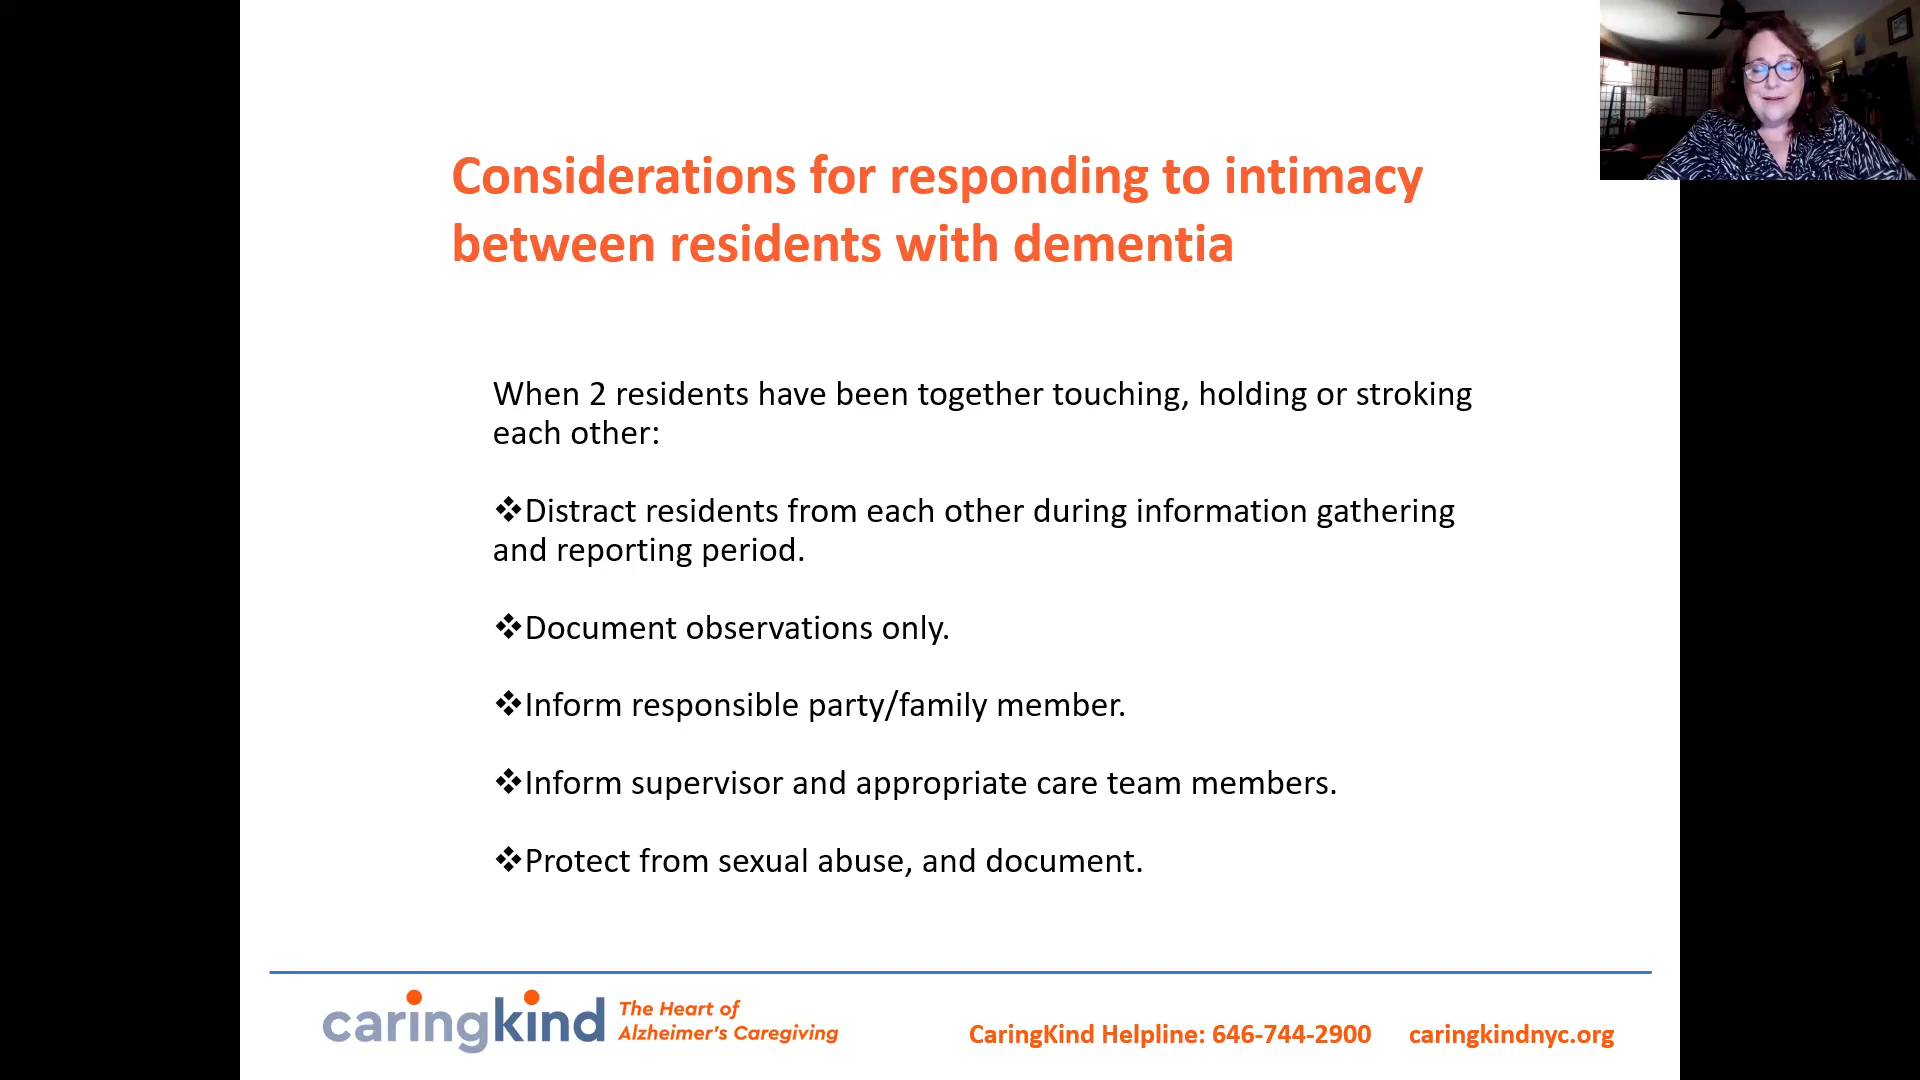 Considerations for responding to intimacy
between residents with dementia
When 2 residents have been together touching, holding or stroking
each other:
❖Distract residents from each other during information gathering
and reporting period.
❖Document observations only.
❖Inform responsible party/family member.
❖Inform supervisor and appropriate care team members.
❖Protect from sexual abuse, and document.
caringkind
The Heart of
Alzheimer's Caregiving
CaringKind Helpline: 646-744-2900 caringkindnyc.org